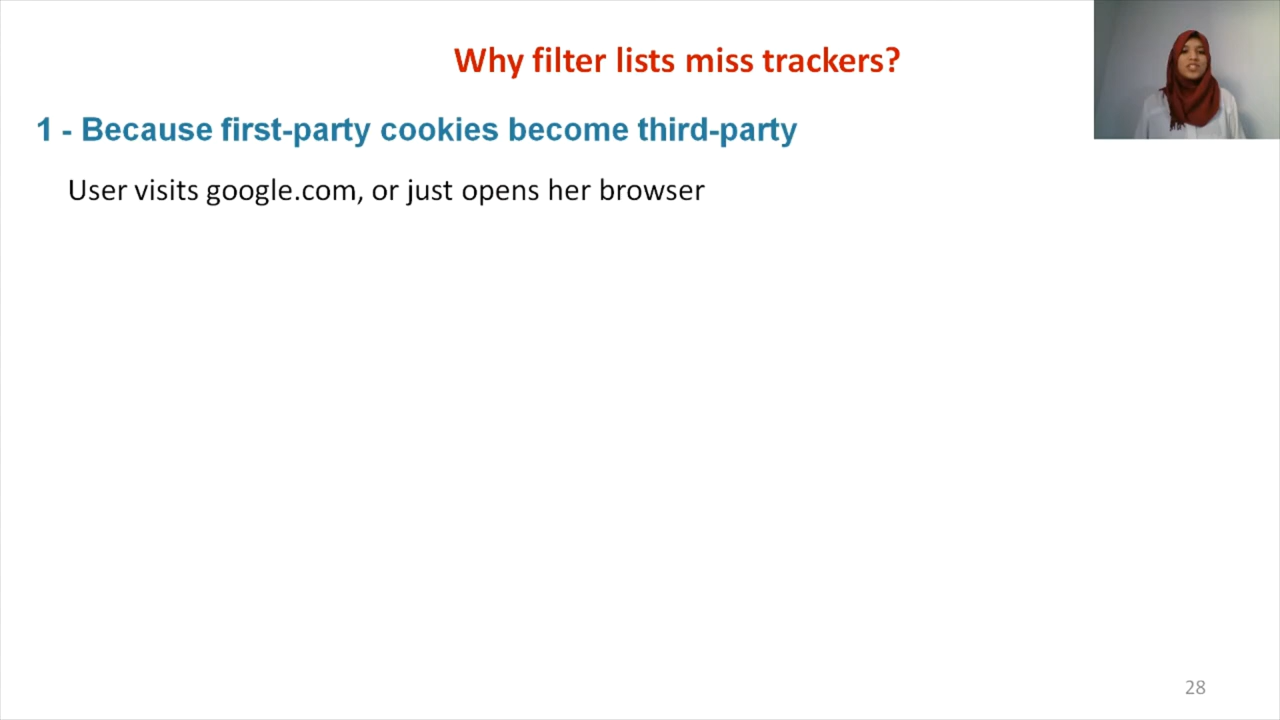 Why filter lists miss trackers?
1 - Because first-party cookies become third-party
User visits google.com, or just opens her browser
28